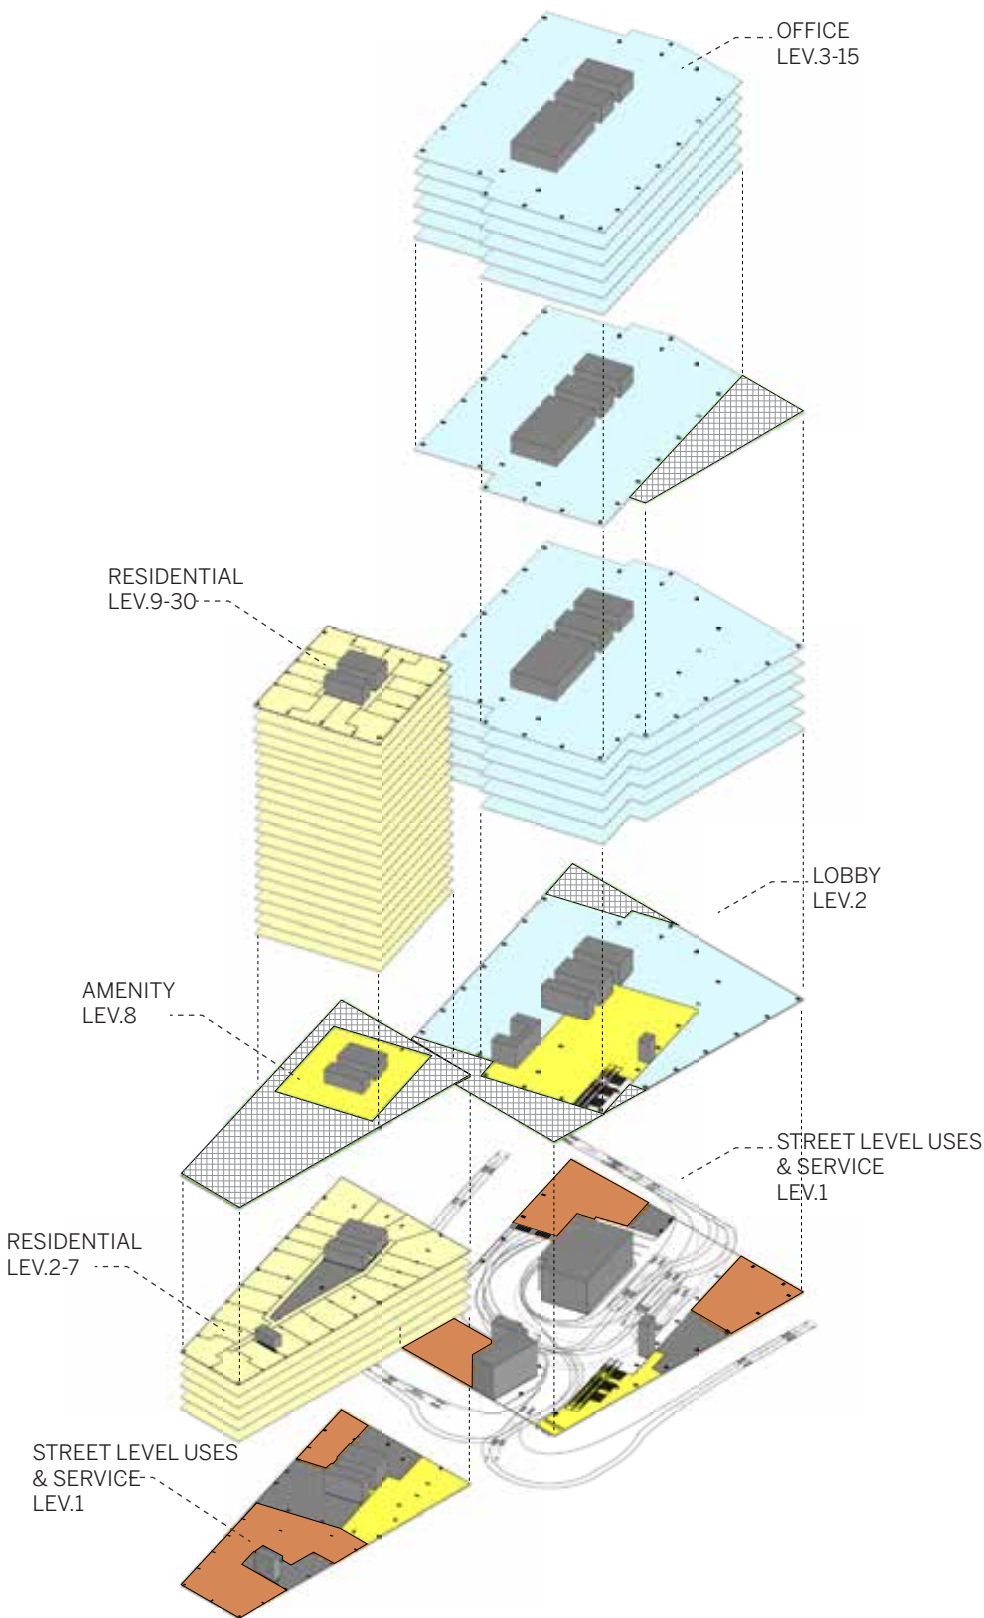 OFFICE
LEV.3-15
RESIDENTIAL
LEV.9-30
LOBBY
LEV.2
AMENITY
LEV.8
STREET LEVEL USES
& SERVICE
LEV.1
RESIDENTIAL
LEV.2-7
STREET LEVEL USES
& SERVICE
LEV.1